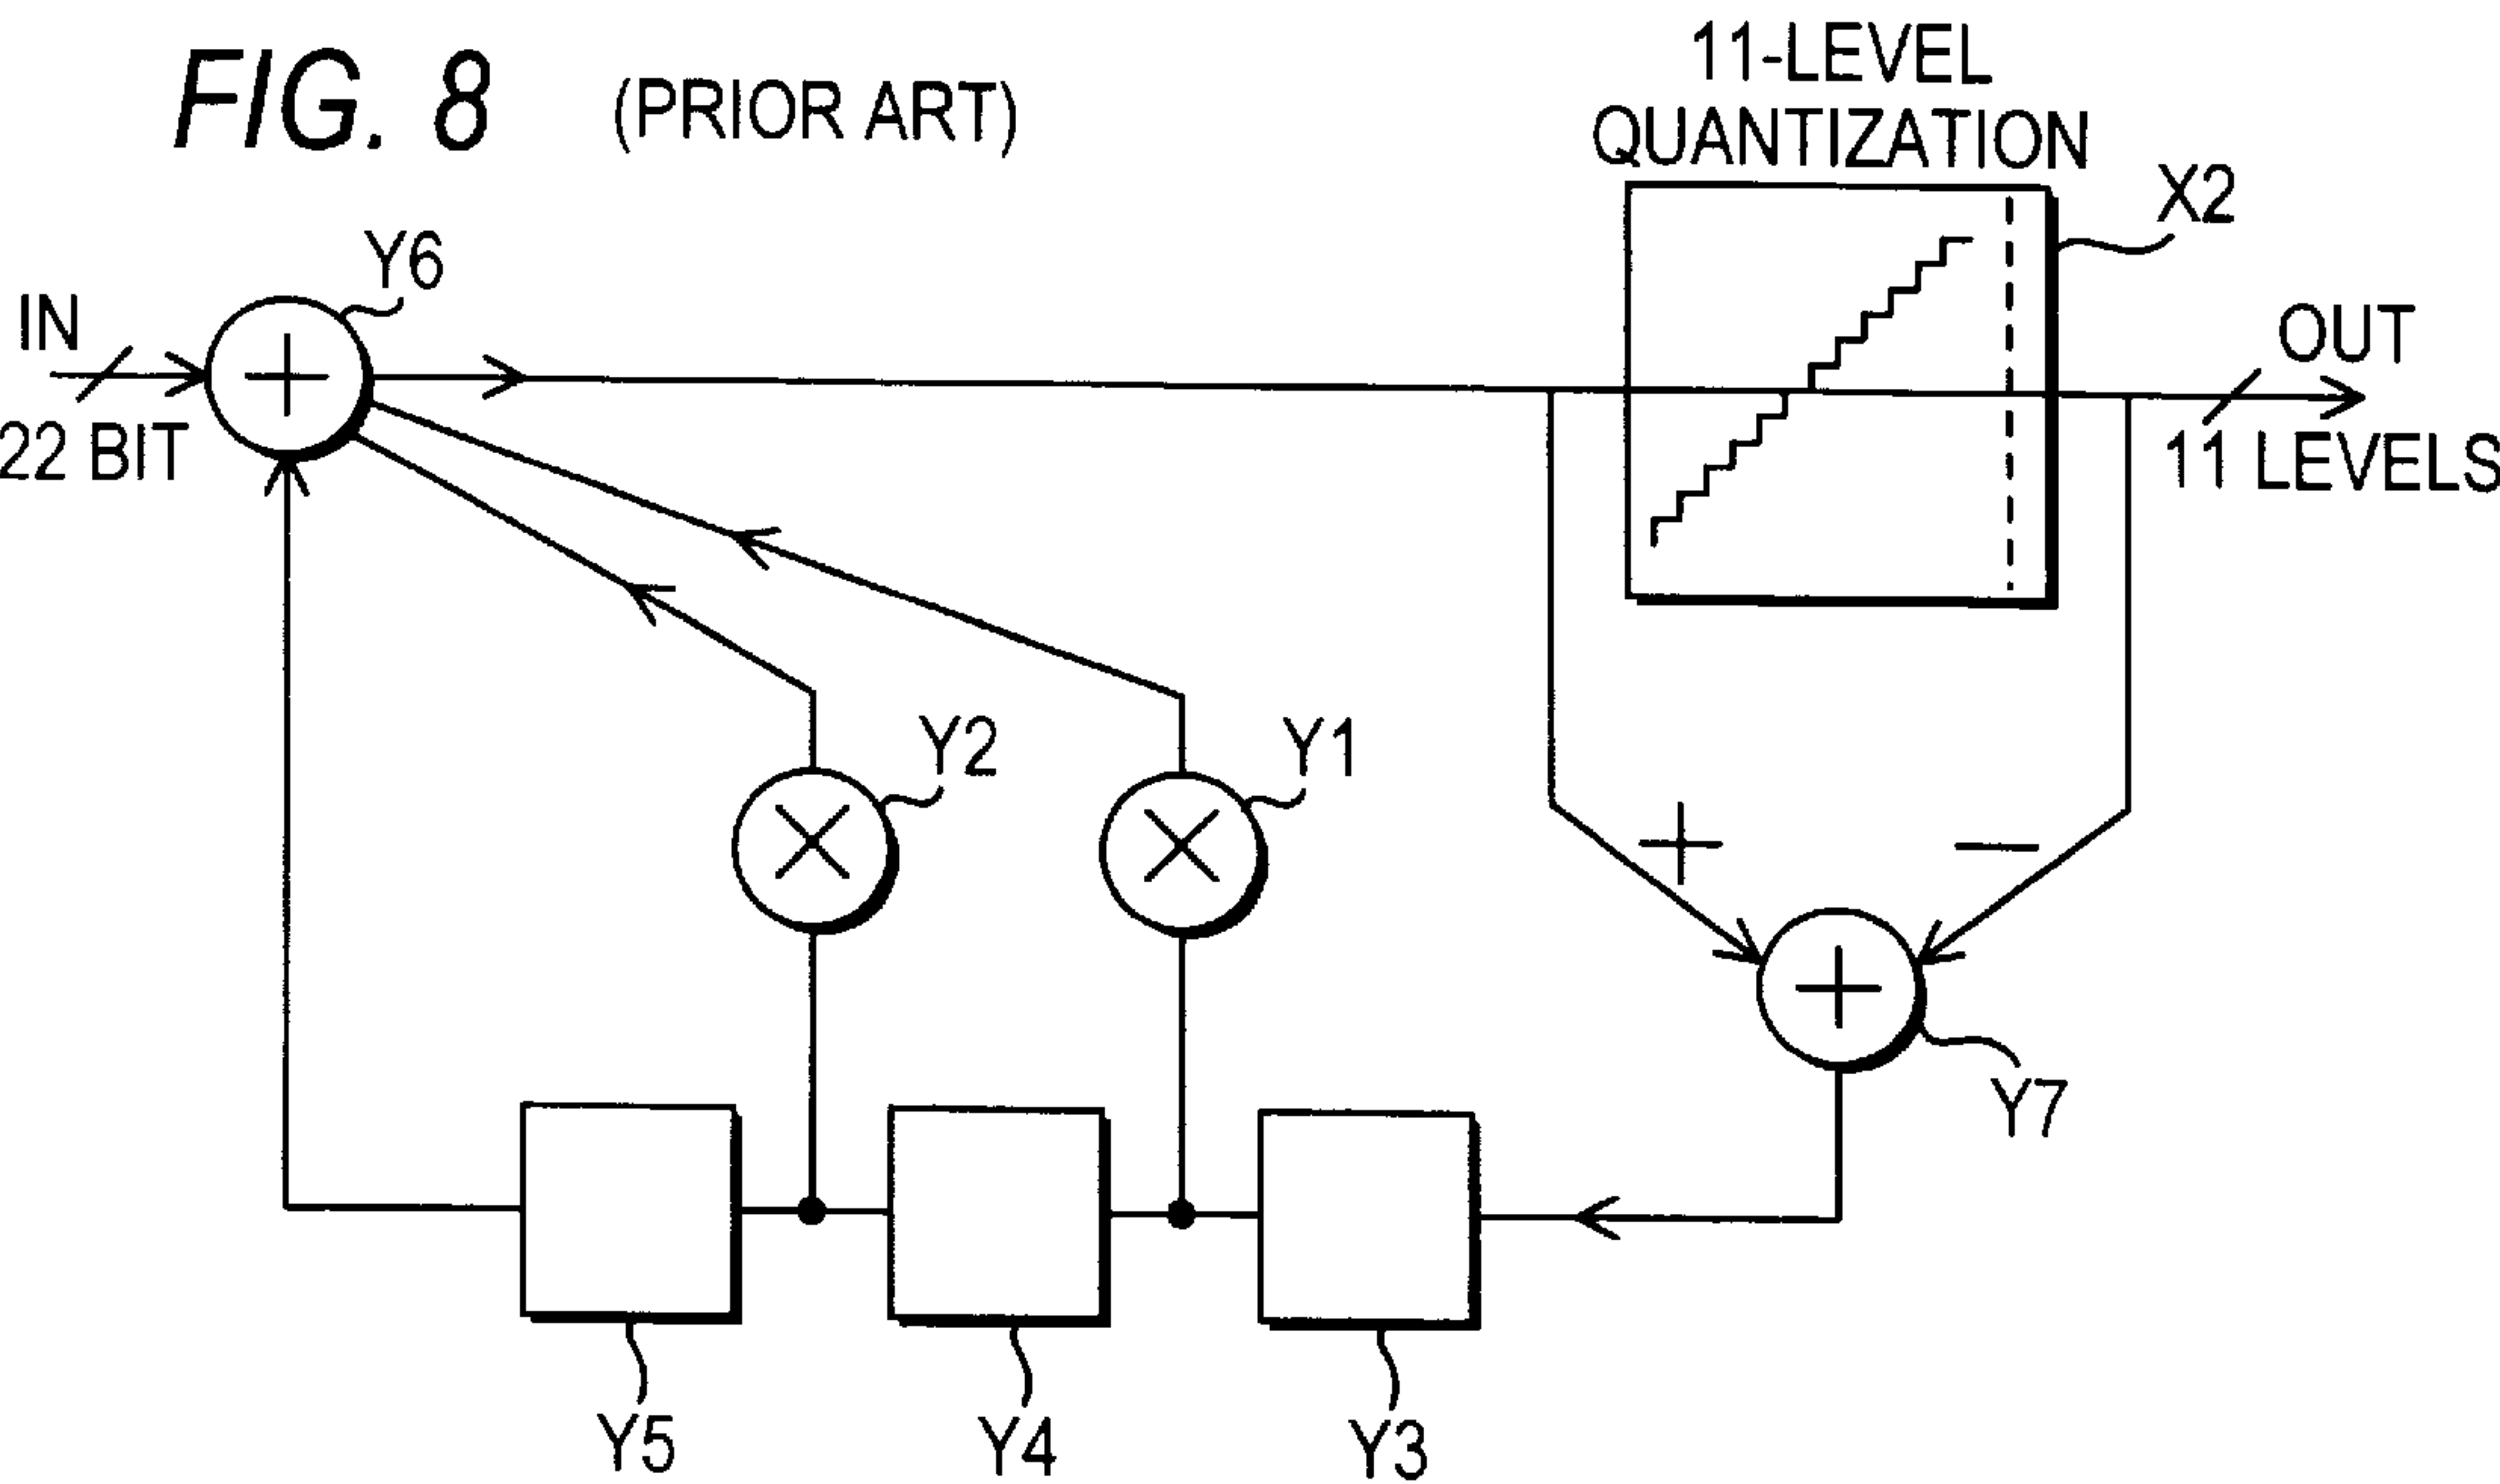 FIG. 8 (PRIOR ART)
11-LEVEL
QUANTIZATION
X2
Y6
IN
22 BIT
OUT
11 LEVELS
Y2
Y1
+
−
Y7
Y5
Y4
Y3